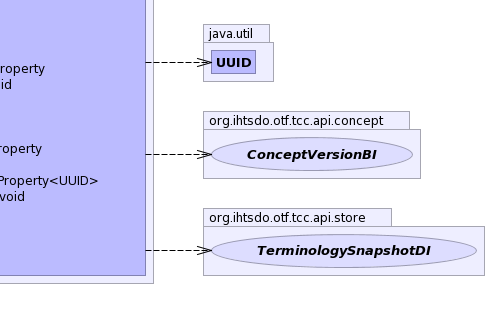 java.util
UUID
roperty
id
org.ihtsdo.otf.tcc.api.concept
ConceptVersionBI
roperty
Property<UUID>
void
org.ihtsdo.otf.tcc.api.store
TerminologySnapshotDI